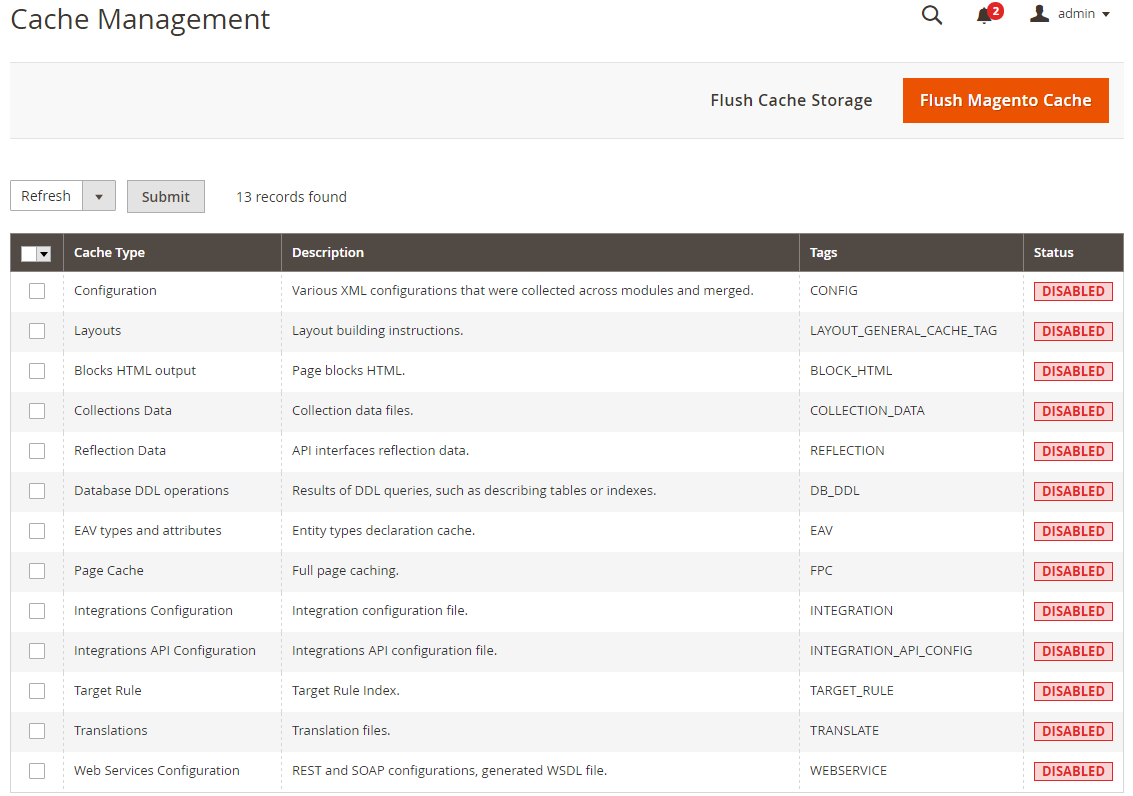 Cache Management
2
admin
Flush Cache Storage
Flush Magento Cache
Refresh
Submit
13 records found
Cache Type Description Tags Status
Configuration Various XML configurations that were collected across modules and merged. CONFIG DISABLED
Layouts Layout building instructions. LAYOUT_GENERAL_CACHE_TAG DISABLED
Blocks HTML output Page blocks HTML. BLOCK_HTML DISABLED
Collections Data Collection data files. COLLECTION_DATA DISABLED
Reflection Data API interfaces reflection data. REFLECTION DISABLED
Database DDL operations Results of DDL queries, such as describing tables or indexes. DB_DDL DISABLED
EAV types and attributes Entity types declaration cache. EAV DISABLED
Page Cache Full page caching. FPC DISABLED
Integrations Configuration Integration configuration file. INTEGRATION DISABLED
Integrations API Configuration Integrations API configuration file. INTEGRATION_API_CONFIG DISABLED
Target Rule Target Rule Index. TARGET_RULE DISABLED
Translations Translation files. TRANSLATE DISABLED
Web Services Configuration REST and SOAP configurations, generated WSDL file. WEBSERVICE DISABLED